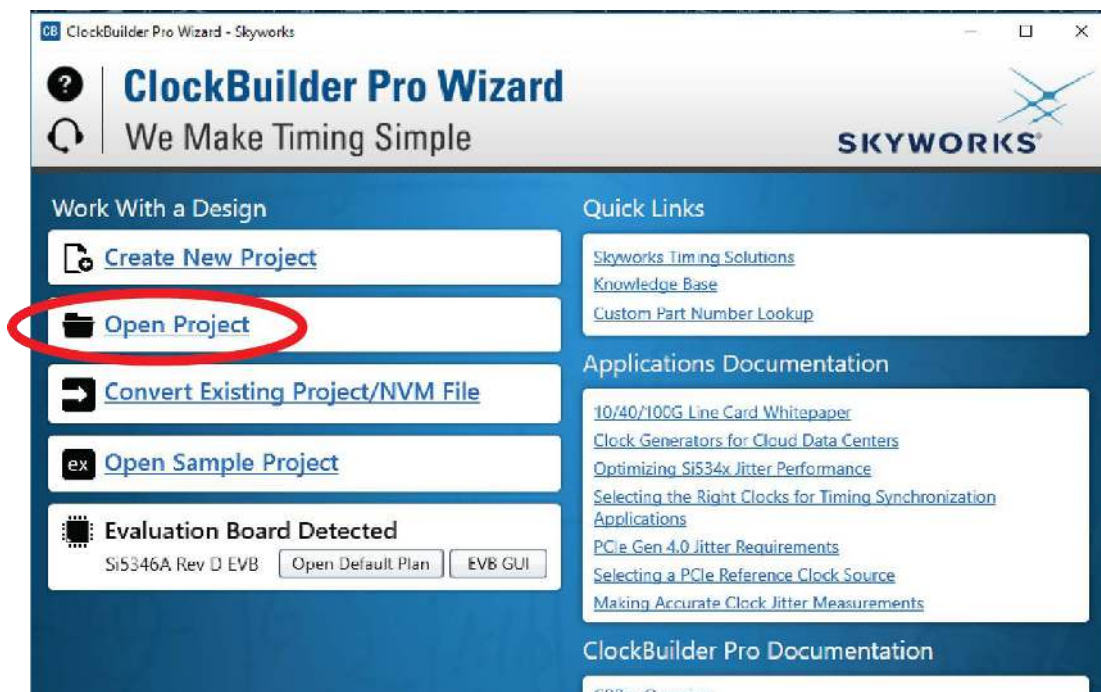 CB ClockBuilder Pro Wizard - Skyworks
? ClockBuilder Pro Wizard
We Make Timing Simple
SKYWORKS®
Work With a Design
Create New Project
Open Project
Convert Existing Project/NVM File
ex Open Sample Project
Evaluation Board Detected
Si5346A Rev D EVB Open Default Plan EVB GUI
Quick Links
Skyworks Timing Solutions
Knowledge Base
Custom Part Number Lookup
Applications Documentation
10/40/100G Line Card Whitepaper
Clock Generators for Cloud Data Centers
Optimizing Si534x Jitter Performance
Selecting the Right Clocks for Timing Synchronization
Applications
PCIe Gen 4.0 Jitter Requirements
Selecting a PCIe Reference Clock Source
Making Accurate Clock Jitter Measurements
ClockBuilder Pro Documentation